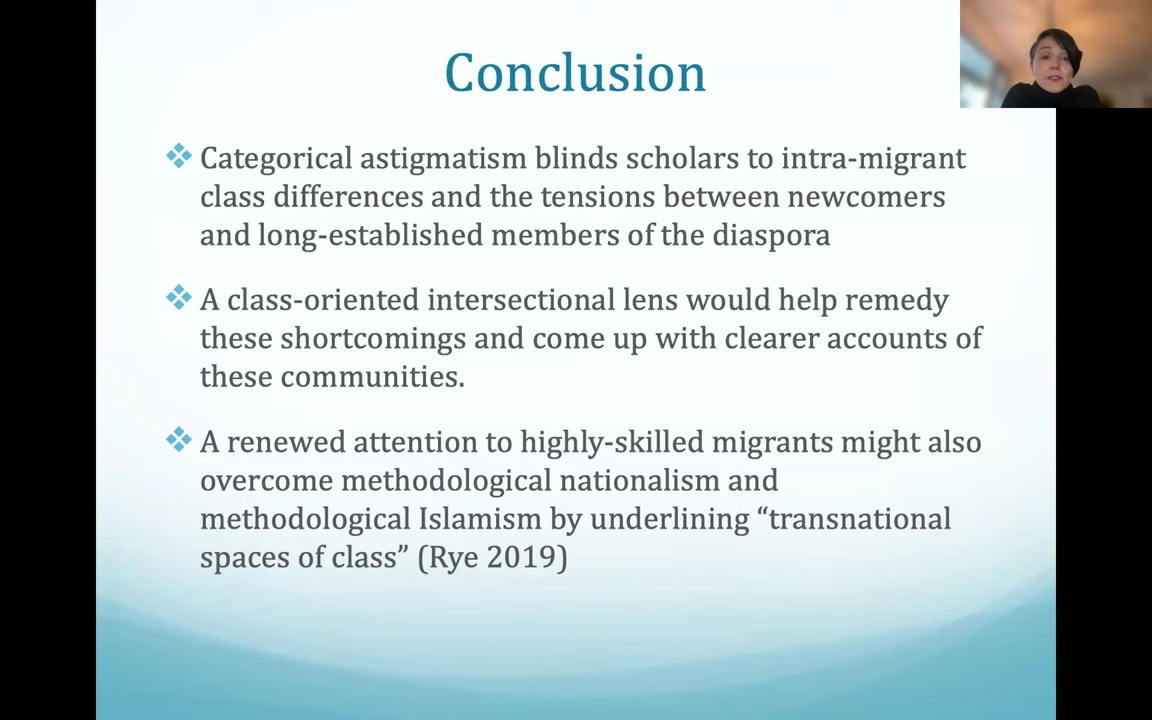 Conclusion
Categorical astigmatism blinds scholars to intra-migrant
class differences and the tensions between newcomers
and long-established members of the diaspora
A class-oriented intersectional lens would help remedy
these shortcomings and come up with clearer accounts of
these communities.
A renewed attention to highly-skilled migrants might also
overcome methodological nationalism and
methodological Islamism by underlining “transnational
spaces of class” (Rye 2019)